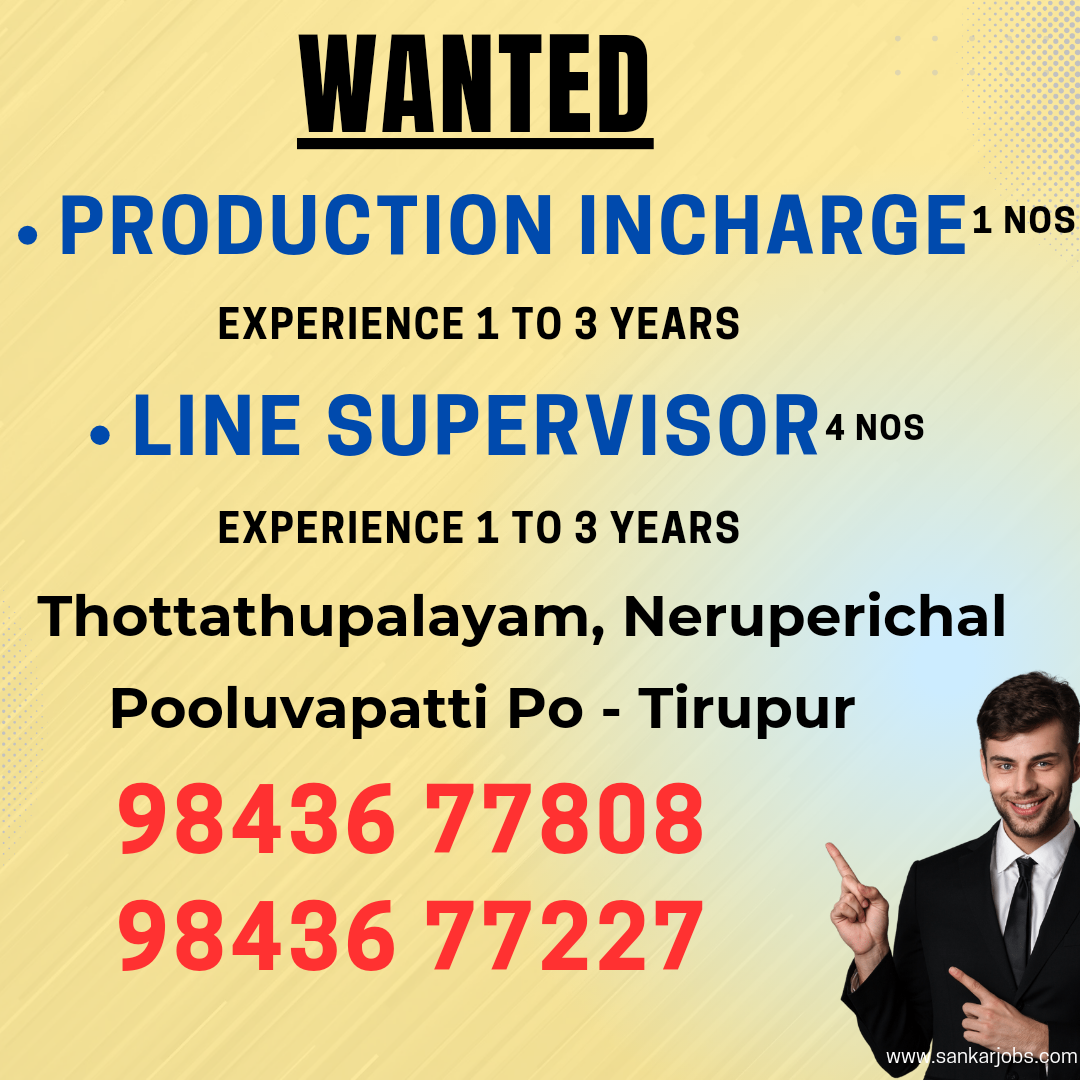 WANTED
• PRODUCTION INCHARGE 1 NOS
EXPERIENCE 1 TO 3 YEARS
• LINE SUPERVISOR 4 NOS
EXPERIENCE 1 TO 3 YEARS
Thottathupalayam, Neruperichal
Pooluvapatti Po - Tirupur
98436 77808
98436 77227
www.sankarjobs.com